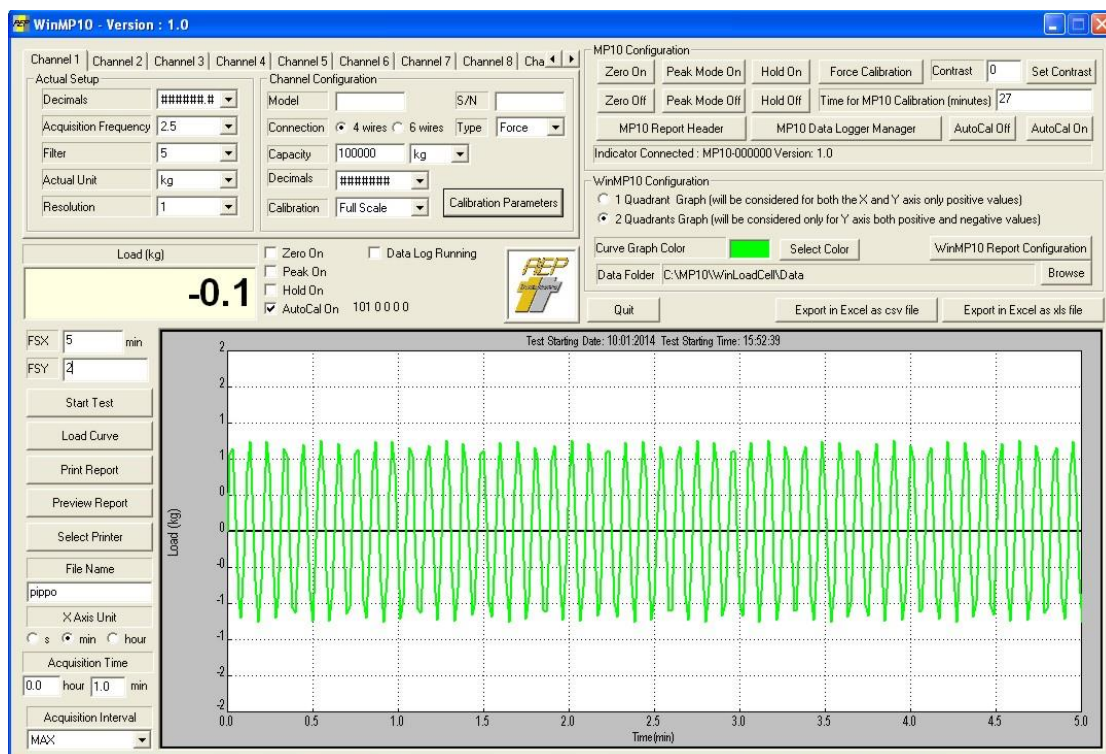 WinMP10 - Version : 1.0
Channel 1 Channel 2 Channel 3 Channel 4 Channel 5 Channel 6 Channel 7 Channel 8 Cha
Actual Setup
Decimals ######.#
Acquisition Frequency 2.5
Filter 5
Actual Unit kg
Resolution 1
Channel Configuration
Model S/N
Connection 4 wires 6 wires Type Force
Capacity 100000 kg
Decimals #######
Calibration Full Scale Calibration Parameters
MP10 Configuration
Zero On Peak Mode On Hold On Force Calibration Contrast 0 Set Contrast
Zero Off Peak Mode Off Hold Off Time for MP10 Calibration (minutes) 27
MP10 Report Header MP10 Data Logger Manager AutoCal Off AutoCal On
Indicator Connected : MP10-000000 Version: 1.0
WinMP10 Configuration
1 Quadrant Graph (will be considered for both the X and Y axis only positive values)
2 Quadrants Graph (will be considered only for Y axis both positive and negative values)
Curve Graph Color Select Color WinMP10 Report Configuration
Data Folder C:\MP10\WinLoadCell\Data Browse
Load (kg)
-0.1
Zero On Data Log Running
Peak On
Hold On
AutoCal On 101 0 0 0 0
AEP
Quit Export in Excel as csv file Export in Excel as xls file
FSX 5 min
FSY 2
Start Test
Load Curve
Print Report
Preview Report
Select Printer
File Name
pippo
X Axis Unit
s min hour
Acquisition Time
0.0 hour 1.0 min
Acquisition Interval
MAX
Test Starting Date: 10:01:2014 Test Starting Time: 15:52:39
Load (kg)
2
2
1
1
0
0
-0
-1
-1
-2
-2
0.0 0.5 1.0 1.5 2.0 2.5 3.0 3.5 4.0 4.5 5.0
Time(min)